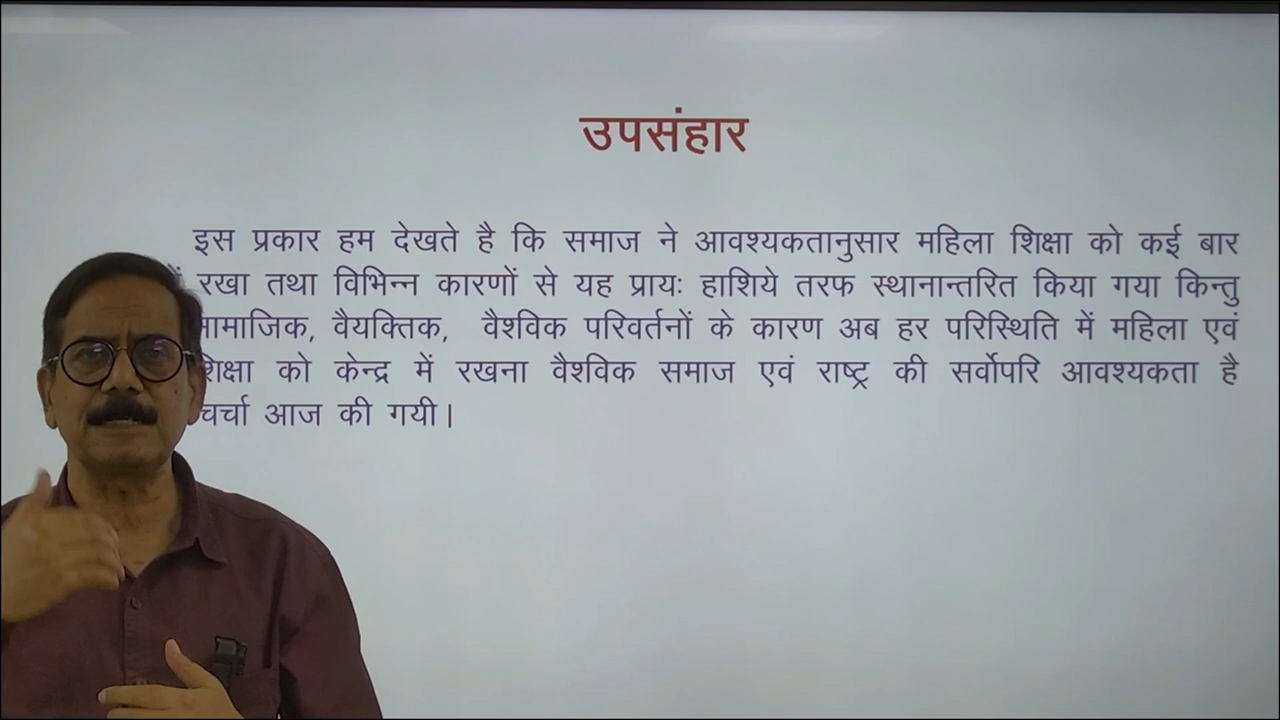 उपसंहार
इस प्रकार हम देखते है कि समाज ने आवश्यकतानुसार महिला शिक्षा को कई बार
रखा तथा विभिन्न कारणों से यह प्रायः हाशिये तरफ स्थानान्तरित किया गया किन्तु
वैयक्तिक, वैश्विक परिवर्तनों के कारण अब हर परिस्थिति में महिला एवं
शिक्षा को केन्द्र में रखना वैश्विक समाज एवं राष्ट्र की सर्वोपरि आवश्यकता है
चर्चा आज की गयी।